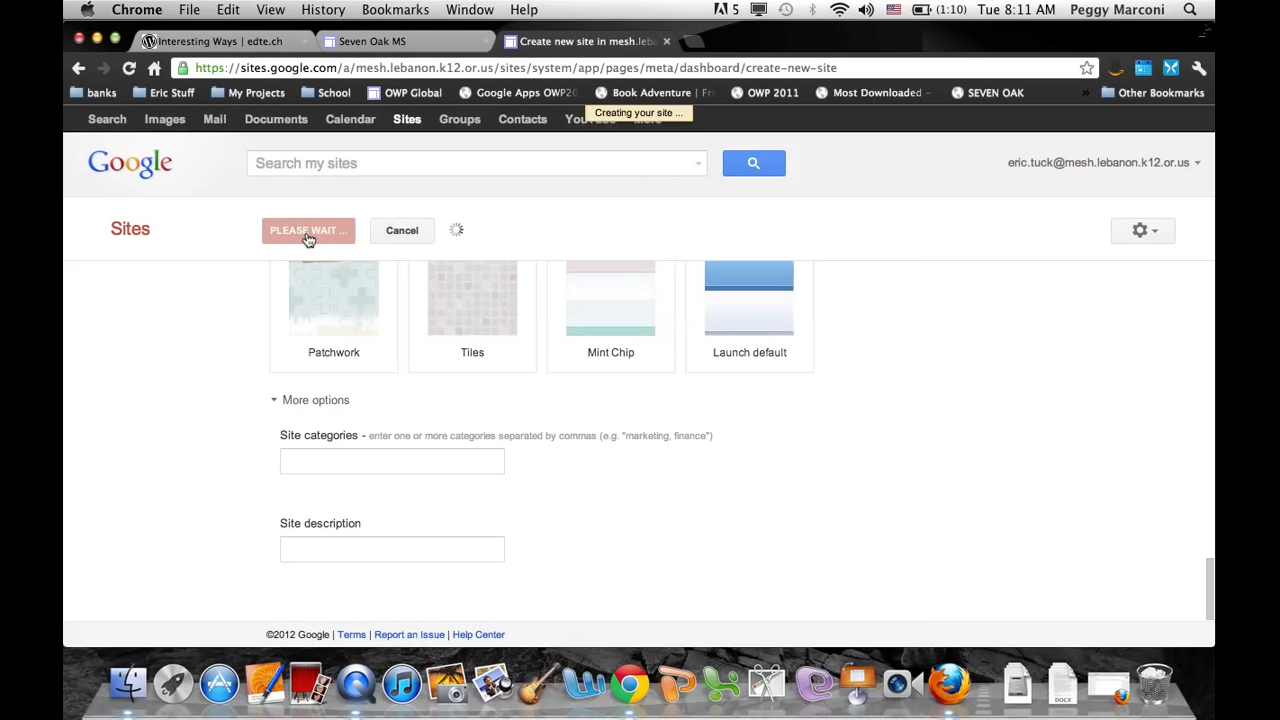 Chrome File Edit View History Bookmarks Window Help 5 (1:10) Tue 8:11 AM Peggy Marconi
Interesting Ways | edte.ch Seven Oak MS Create new site in mesh.leba
https://sites.google.com/a/mesh.lebanon.k12.or.us/sites/system/app/pages/meta/dashboard/create-new-site
banks Eric Stuff My Projects School OWP Global Google Apps OWP20 Book Adventure | Fr OWP 2011 Most Downloaded – SEVEN OAK » Other Bookmarks
Creating your site ...
Search Images Mail Documents Calendar Sites Groups Contacts
Google Search my sites eric.tuck@mesh.lebanon.k12.or.us
Sites PLEASE WAIT ... Cancel
Patchwork Tiles Mint Chip Launch default
More options
Site categories - enter one or more categories separated by commas (e.g. "marketing, finance")
Site description
©2012 Google | Terms | Report an Issue | Help Center
DOCX